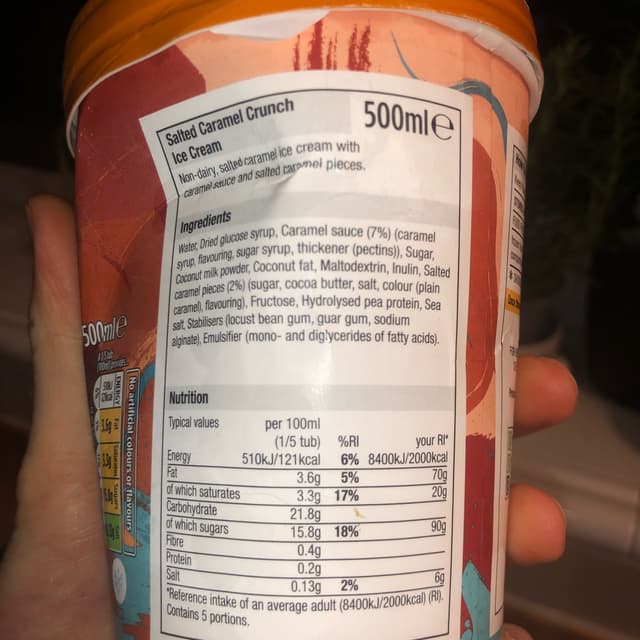 Salted Caramel Crunch
Ice Cream
500ml℮
Non-dairy, salted caramel ice cream with
caramel sauce and salted caramel pieces.
Ingredients
Water, Dried glucose syrup, Caramel sauce (7%) (caramel
syrup, flavouring, sugar syrup, thickener (pectins)), Sugar,
Coconut milk powder, Coconut fat, Maltodextrin, Inulin, Salted
caramel pieces (2%) (sugar, cocoa butter, salt, colour (plain
caramel), flavouring), Fructose, Hydrolysed pea protein, Sea
salt, Stabilisers (locust bean gum, guar gum, sodium
alginate), Emulsifier (mono- and diglycerides of fatty acids).
Nutrition
Typical values per 100ml
(1/5 tub) %RI your RI*
Energy 510kJ/121kcal 6% 8400kJ/2000kcal
Fat 3.6g 5% 70g
of which saturates 3.3g 17% 20g
Carbohydrate 21.8g
of which sugars 15.8g 18% 90g
Fibre 0.4g
Protein 0.2g
Salt 0.13g 2% 6g
*Reference intake of an average adult (8400kJ/2000kcal) (RI).
Contains 5 portions.
500ml℮
ENERGY
Fat
3.6g
No artificial colours or flavours